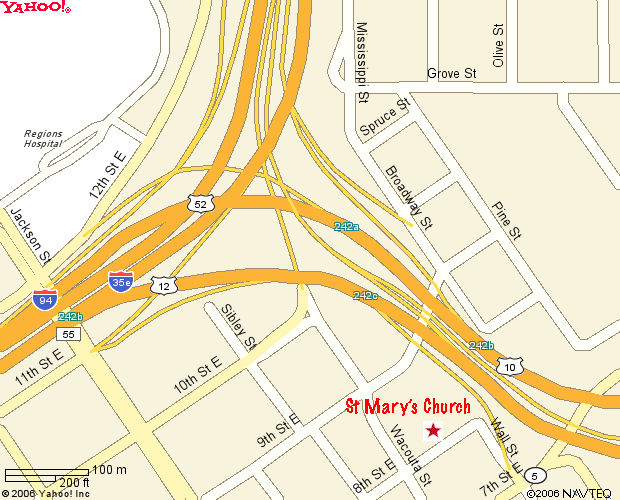 YAHOO!®
Mississippi St
Olive St
Grove St
Spruce St
Regions
Hospital
12th St E
Broadway St
Jackson St
52
Pine St
242a
35e
12
94
242c
242b
55
Sibley St
242b
10
11th St E
10th St E
St Mary's Church
9th St E
Wacouta St
Wall St
8th St E
7th St E
5
100 m
200 ft
©2006 Yahoo! Inc
©2006 NAVTEQ